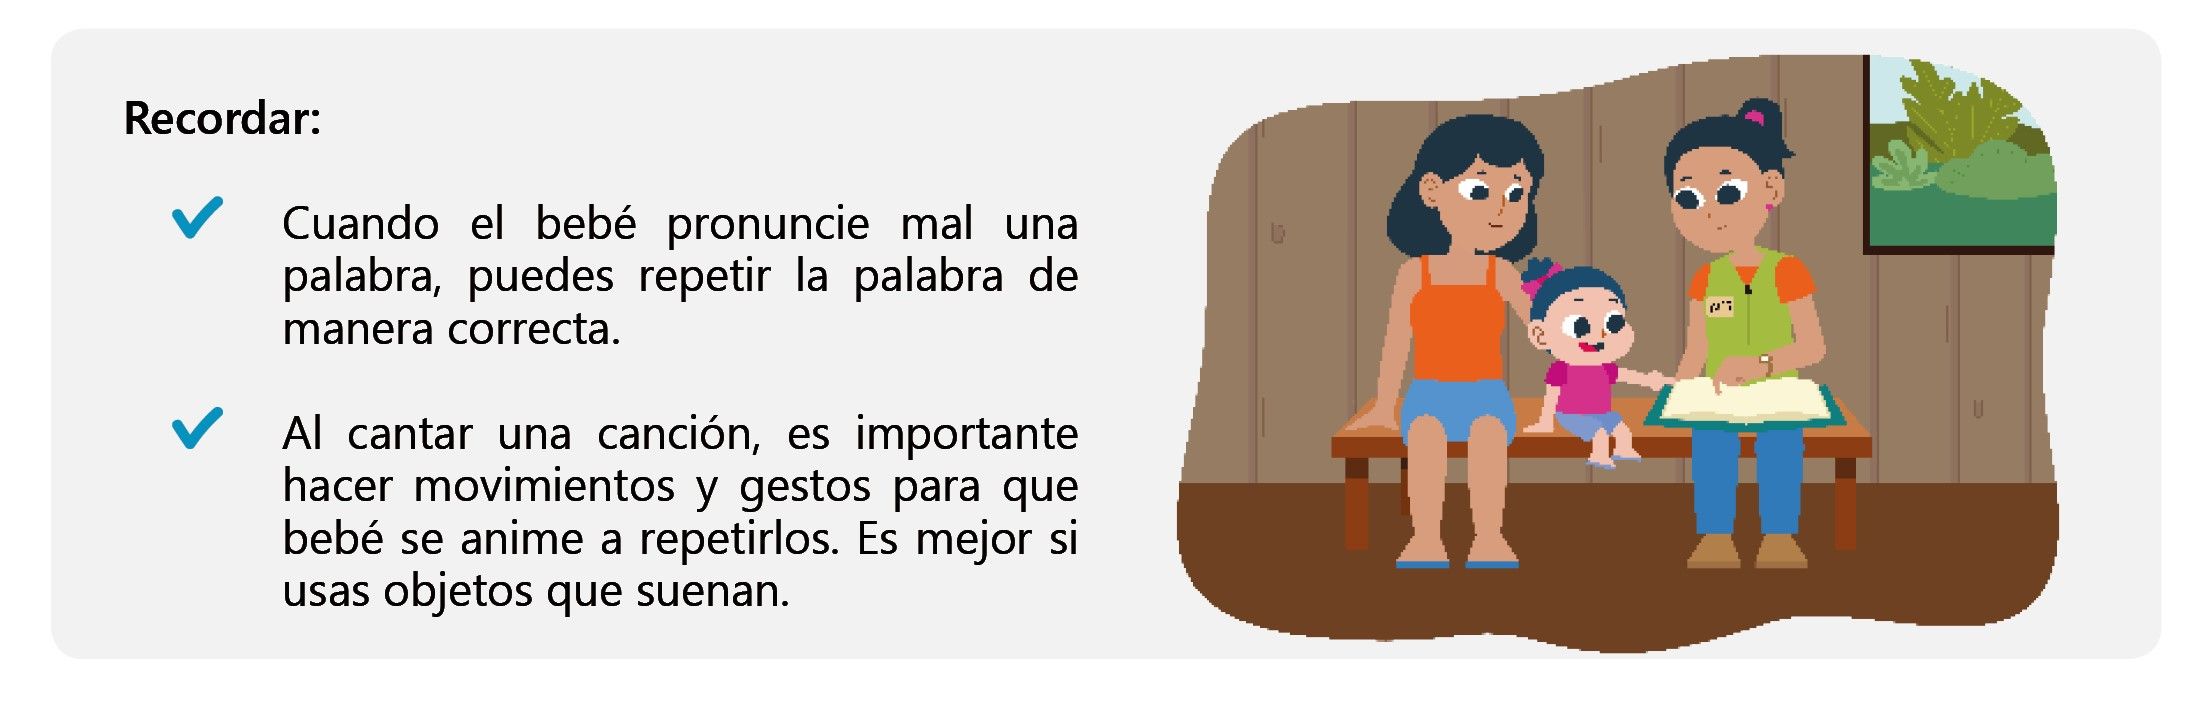 Recordar:
Cuando el bebé pronuncie mal una
palabra, puedes repetir la palabra de
manera correcta.
Al cantar una canción, es importante
hacer movimientos y gestos para que
bebé se anime a repetirlos. Es mejor si
usas objetos que suenan.